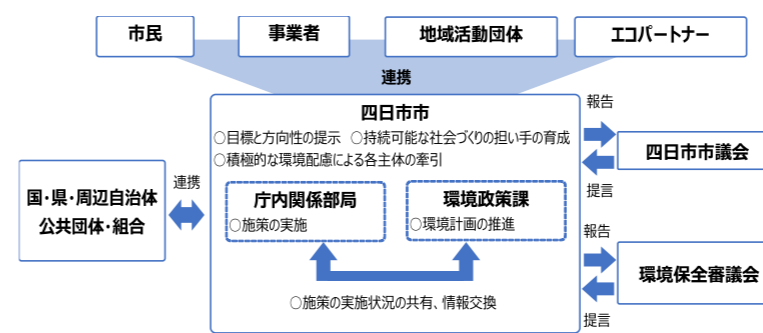 市民
事業者
地域活動団体
エコパートナー
連携
四日市市
○目標と方向性の提示 ○持続可能な社会づくりの担い手の育成
○積極的な環境配慮による各主体の牽引
報告
四日市市議会
提言
国・県・周辺自治体
公共団体・組合
連携
庁内関係部局
○施策の実施
環境政策課
○環境計画の推進
○施策の実施状況の共有、情報交換
報告
環境保全審議会
提言